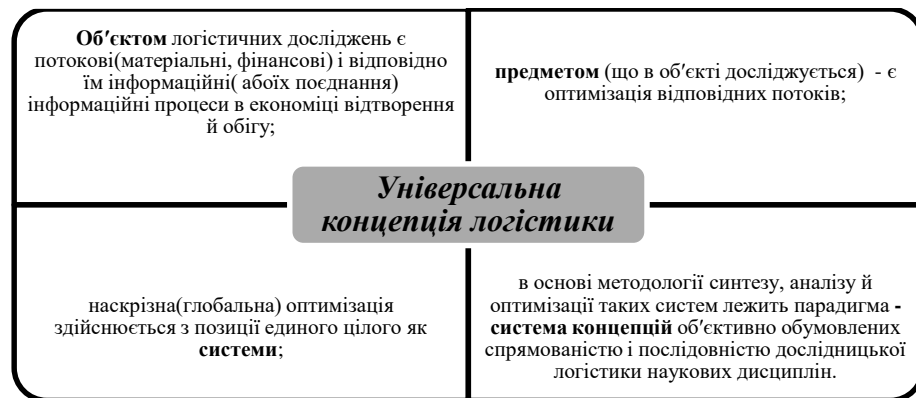 Об'єктом логістичних досліджень є
потокові(матеріальні, фінансові) і відповідно
їм інформаційні( абоїх поєднання)
інформаційні процеси в економіці відтворення
й обігу;
предметом (що в об'єкті досліджується) - є
оптимізація відповідних потоків;
Універсальна
концепція логістики
наскрізна(глобальна) оптимізація
здійснюється з позиції единого цілого як
системи;
в основі методології синтезу, аналізу й
оптимізації таких систем лежить парадигма -
система концепцій об'єктивно обумовлених
спрямованістю і послідовністю дослідницької
логістики наукових дисциплін.